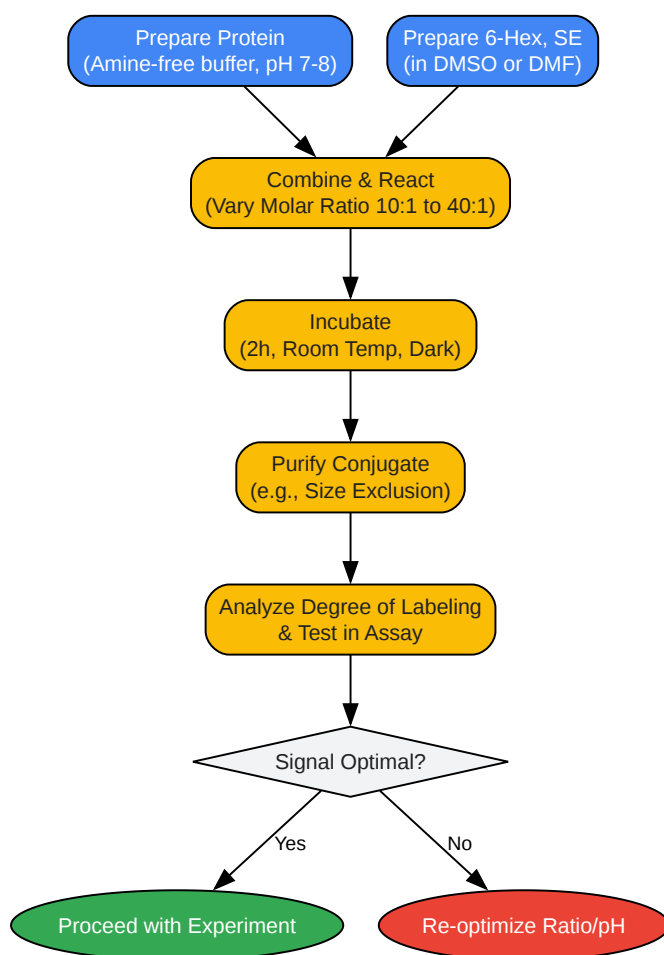 Prepare Protein
(Amine-free buffer, pH 7-8)
Prepare 6-Hex, SE
(in DMSO or DMF)
Combine & React
(Vary Molar Ratio 10:1 to 40:1)
Incubate
(2h, Room Temp, Dark)
Purify Conjugate
(e.g., Size Exclusion)
Analyze Degree of Labeling
& Test in Assay
Signal Optimal?
Yes
No
Proceed with Experiment
Re-optimize Ratio/pH